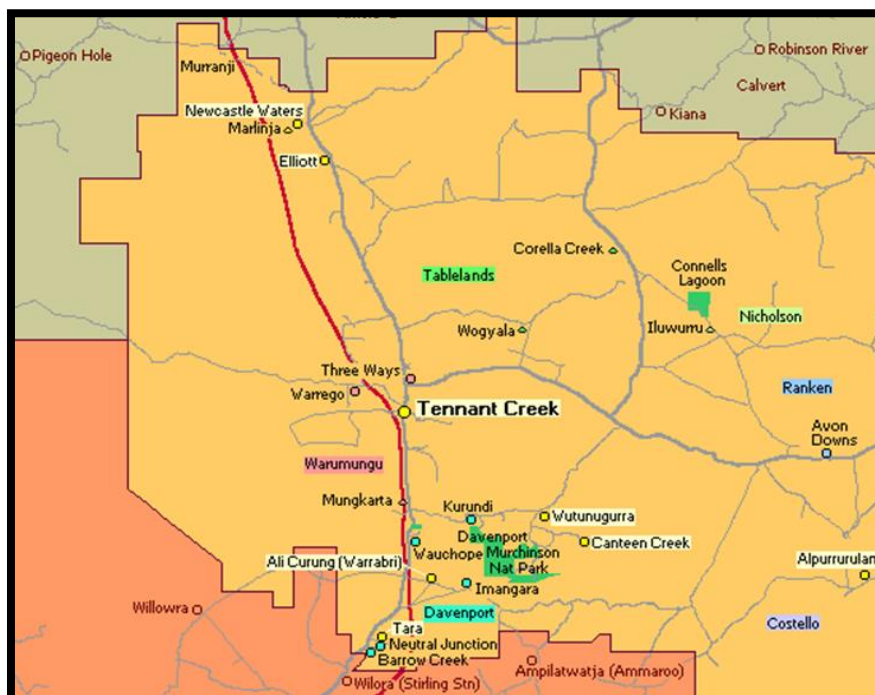 Pigeon Hole
Robinson River
Murranji
Calvert
Kiana
Newcastle Waters
Marlinja
Elliott
Corella Creek
Connells
Lagoon
Tablelands
Nicholson
Wogyala
Iluwurru
Three Ways
Warrego
Ranken
Tennant Creek
Avon
Downs
Warumungu
Mungkarta
Kurundi
Wutunugurra
Davenport
Murchinson
Nat Park
Wauchope
Canteen Creek
Ali Curung (Warrabri)
Alpurrurulan
Imangara
Willowra
Davenport
Costello
Tara
Neutral Junction
Barrow Creek
Ampilatwatja (Ammaroo)
Wilora (Stirling Stn)